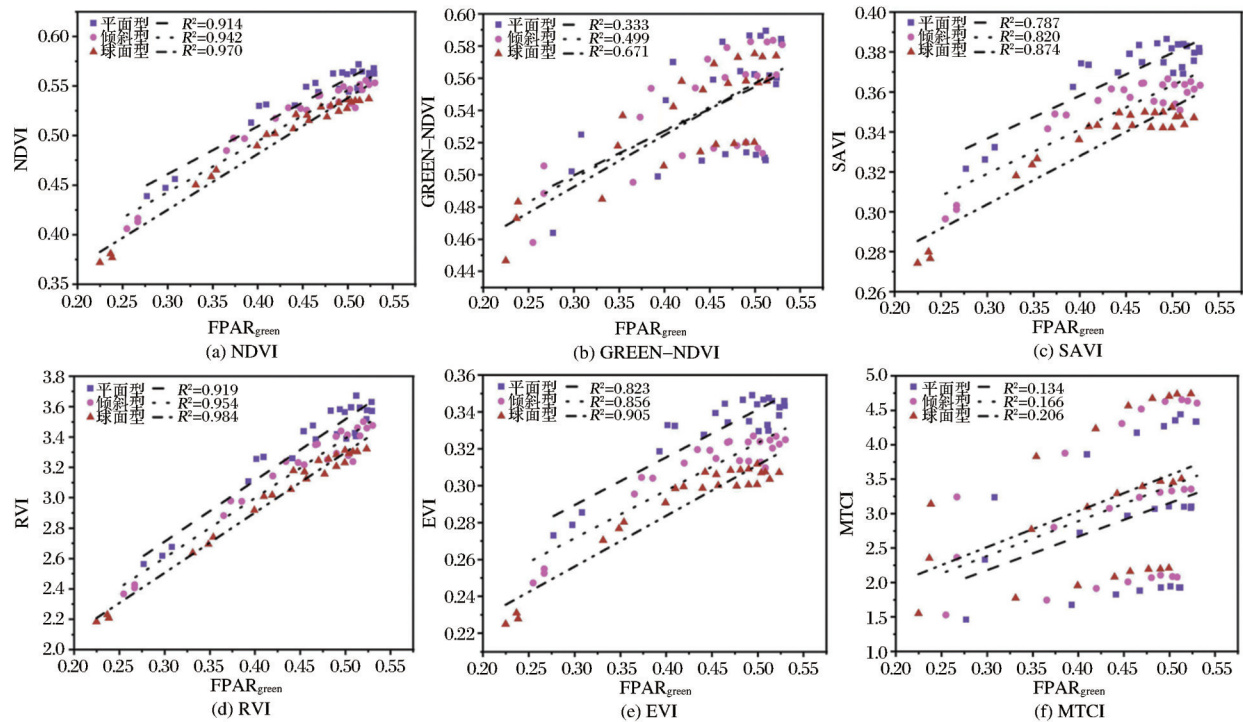 平面型 R²=0.914
倾斜型 R²=0.942
球面型 R²=0.970
0.60
0.55
0.50
0.45
0.40
0.35
NDVI
0.20 0.25 0.30 0.35 0.40 0.45 0.50 0.55
FPARgreen
(a) NDVI
平面型 R²=0.333
倾斜型 R²=0.499
球面型 R²=0.671
0.60
0.58
0.56
0.54
0.52
0.50
0.48
0.46
0.44
GREEN-NDVI
0.20 0.25 0.30 0.35 0.40 0.45 0.50 0.55
FPARgreen
(b) GREEN-NDVI
平面型 R²=0.787
倾斜型 R²=0.820
球面型 R²=0.874
0.40
0.38
0.36
0.34
0.32
0.30
0.28
0.26
SAVI
0.20 0.25 0.30 0.35 0.40 0.45 0.50 0.55
FPARgreen
(c) SAVI
平面型 R²=0.919
倾斜型 R²=0.954
球面型 R²=0.984
3.8
3.6
3.4
3.2
3.0
2.8
2.6
2.4
2.2
2.0
RVI
0.20 0.25 0.30 0.35 0.40 0.45 0.50 0.55
FPARgreen
(d) RVI
平面型 R²=0.823
倾斜型 R²=0.856
球面型 R²=0.905
0.36
0.34
0.32
0.30
0.28
0.26
0.24
0.22
EVI
0.20 0.25 0.30 0.35 0.40 0.45 0.50 0.55
FPARgreen
(e) EVI
平面型 R²=0.134
倾斜型 R²=0.166
球面型 R²=0.206
5.0
4.5
4.0
3.5
3.0
2.5
2.0
1.5
1.0
MTCI
0.20 0.25 0.30 0.35 0.40 0.45 0.50 0.55
FPARgreen
(f) MTCI